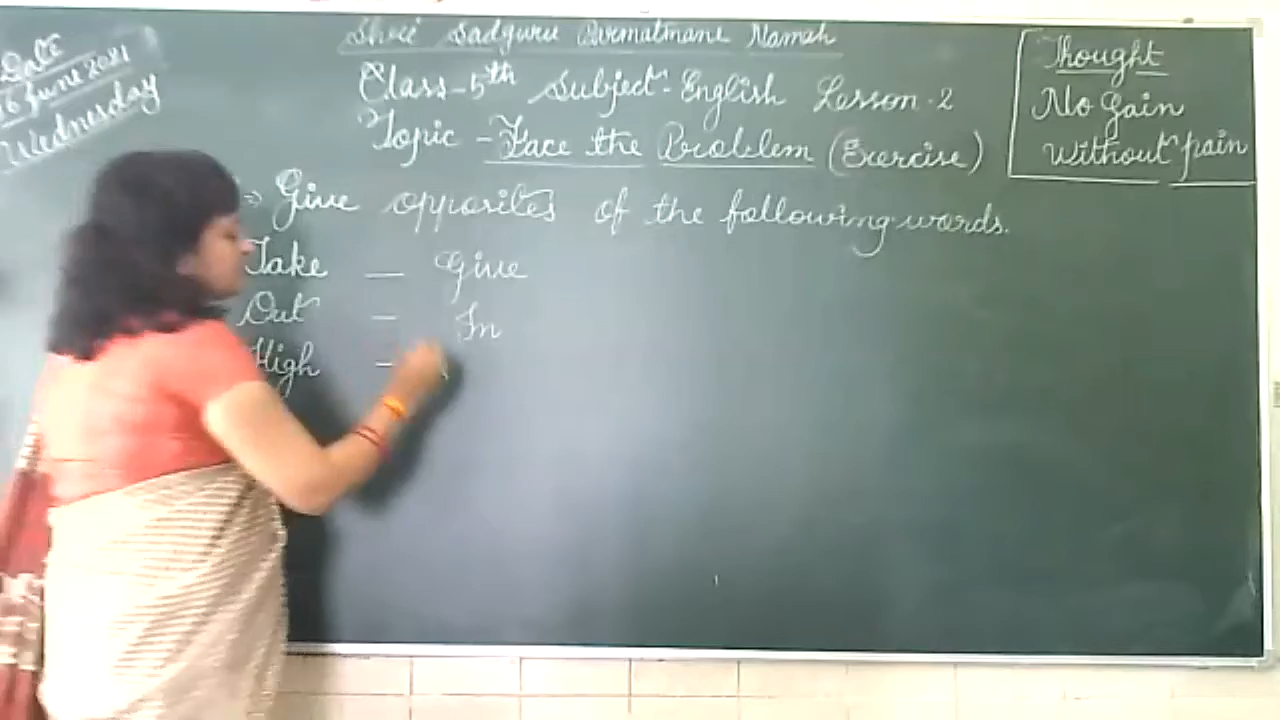 Date
16 June 2021
Wednesday
Shree Sadguru Parmatmane Namah
Class-5th Subject-English Lesson-2
Topic - Face the Problem (Exercise)
Thought
No Gain
without pain
Give opposites of the following words.
Take — Give
Out — In
High —